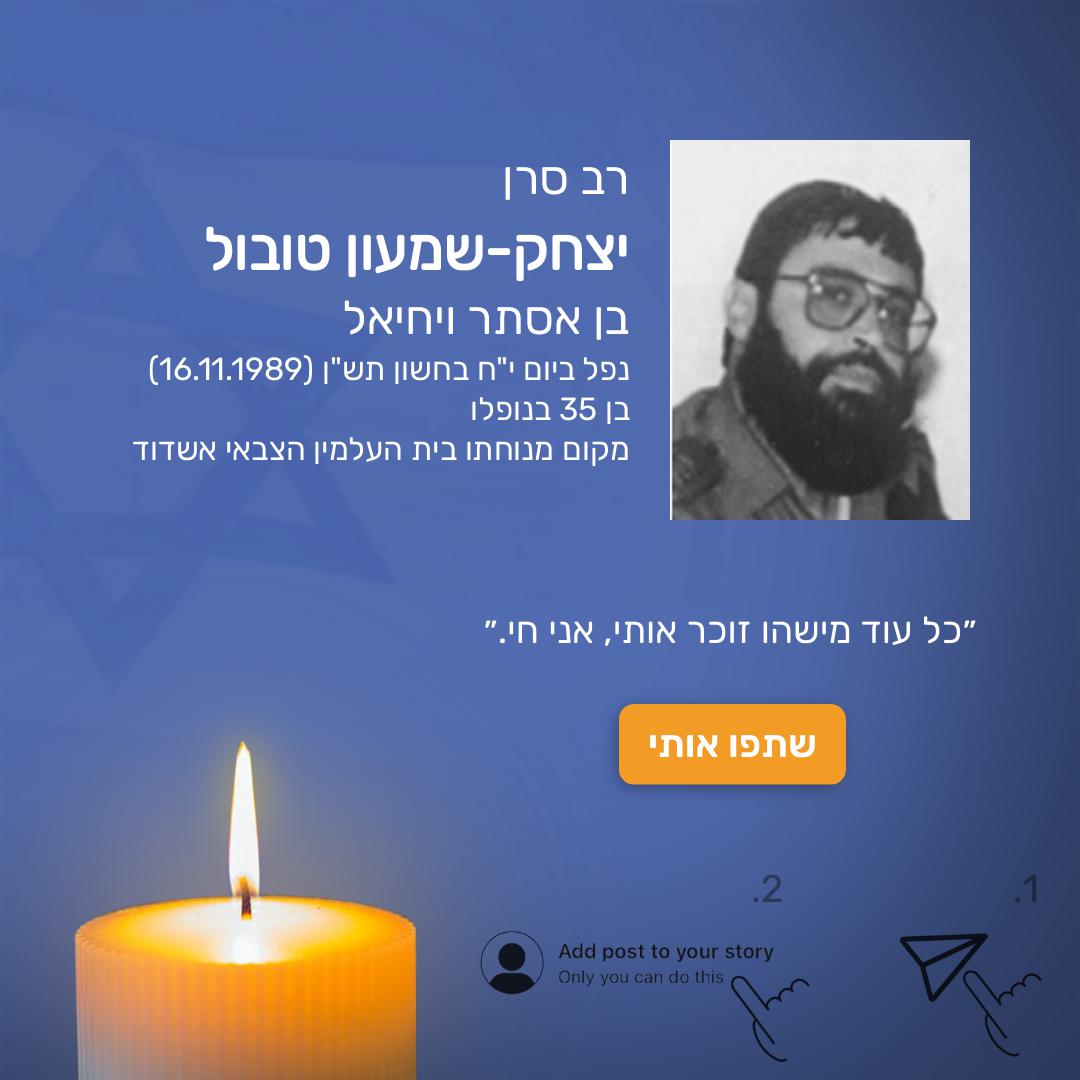 רב סרן
יצחק-שמעון טובול
בן אסתר ויחיאל
נפל ביום י"ח בחשון תש"ן (16.11.1989)
בן 35 בנופלו
מקום מנוחתו בית העלמין הצבאי אשדוד
״כל עוד מישהו זוכר אותי, אני חי.״
שתפו אותי
1.
2.
Add post to your story
Only you can do this